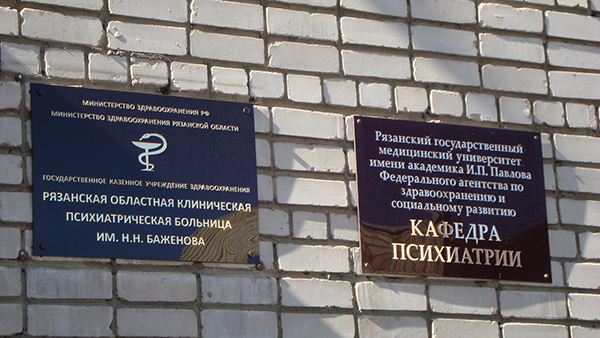 МИНИСТЕРСТВО ЗДРАВООХРАНЕНИЯ РФ
МИНИСТЕРСТВО ЗДРАВООХРАНЕНИЯ РЯЗАНСКОЙ ОБЛАСТИ
ГОСУДАРСТВЕННОЕ КАЗЕННОЕ УЧРЕЖДЕНИЕ ЗДРАВООХРАНЕНИЯ
РЯЗАНСКАЯ ОБЛАСТНАЯ КЛИНИЧЕСКАЯ
ПСИХИАТРИЧЕСКАЯ БОЛЬНИЦА
ИМ. Н.Н. БАЖЕНОВА
Рязанский государственный
медицинский университет
имени академика И.П. Павлова
Федерального агентства по
здравоохранению и
социальному развитию
КАФЕДРА
ПСИХИАТРИИ